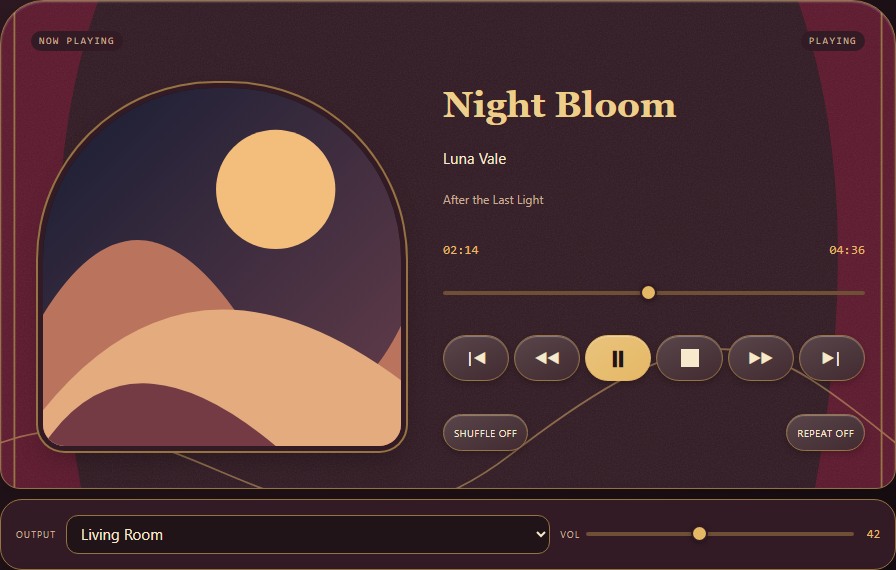 NOW PLAYING
PLAYING
Night Bloom
Luna Vale
After the Last Light
02:14
04:36
SHUFFLE OFF
REPEAT OFF
OUTPUT
Living Room
VOL
42